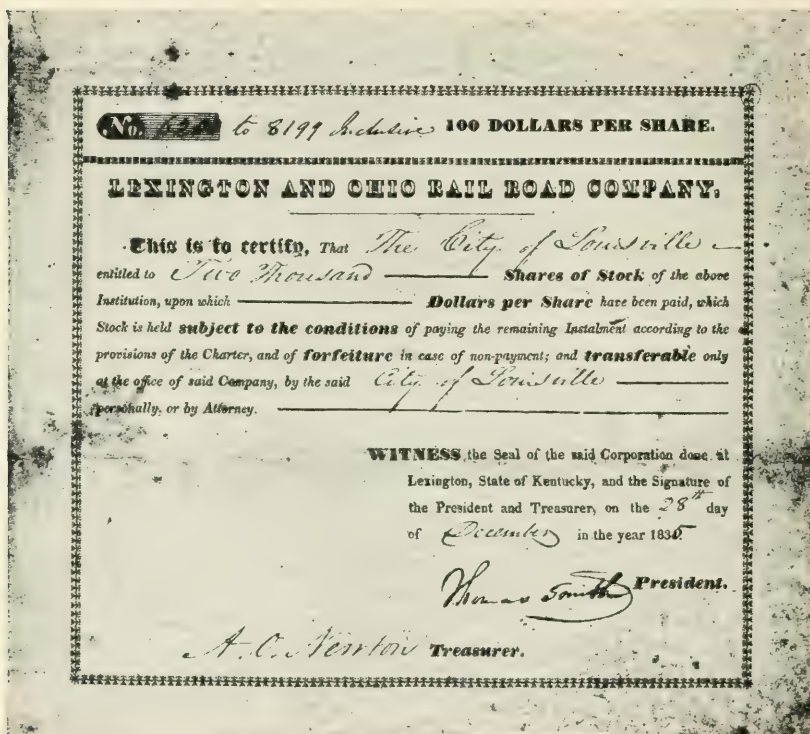 No. to 8199 Inclusive 100 DOLLARS PER SHARE.
LEXINGTON AND OHIO RAIL ROAD COMPANY.
This is to certify, That The City of Louisville
entitled to Two Thousand Shares of Stock of the above
Institution, upon which Dollars per Share have been paid, which
Stock is held subject to the conditions of paying the remaining Instalment according to the
provisions of the Charter, and of forfeiture in case of non-payment; and transferable only
at the office of said Company, by the said City of Louisville
personally, or by Attorney.
WITNESS the Seal of the said Corporation done at
Lexington, State of Kentucky, and the Signature of
the President and Treasurer, on the 28th day
of December in the year 1835
Thomas Smith President.
A. O. Newton Treasurer.